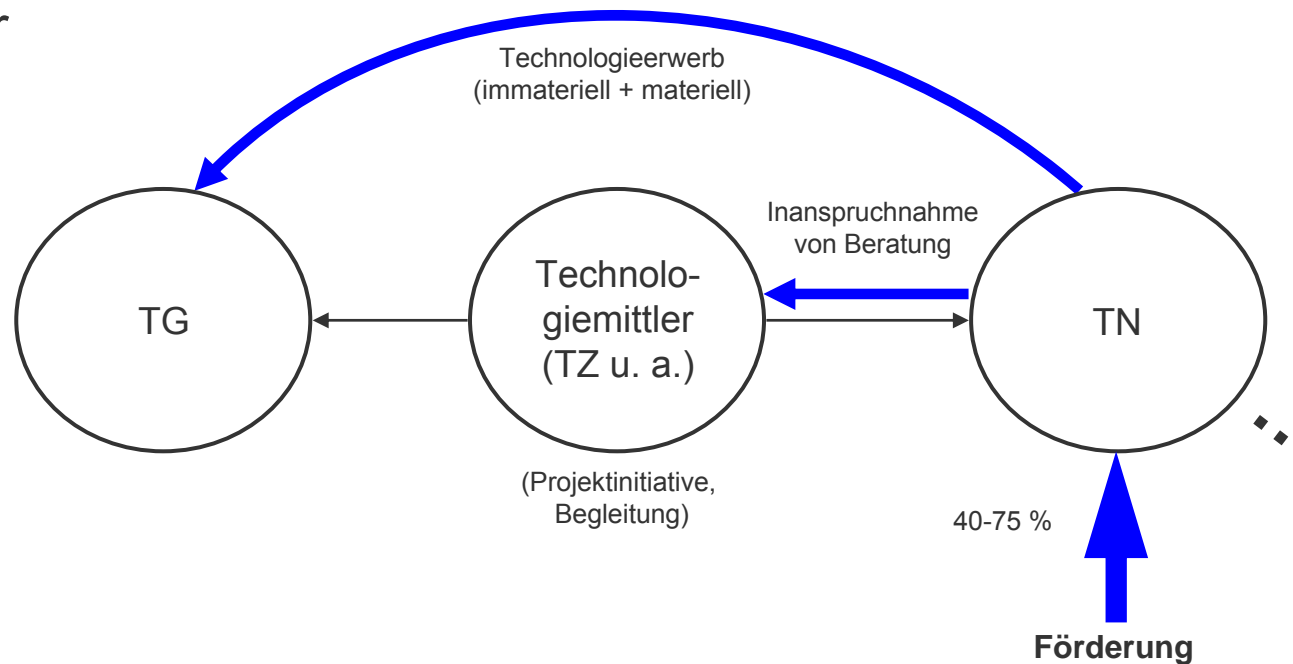 Technologieerwerb
(immateriell + materiell)
Inanspruchnahme
von Beratung
TG
Technolo-
giemittler
(TZ u. a.)
TN
(Projektinitiative,
Begleitung)
40-75 %
Förderung